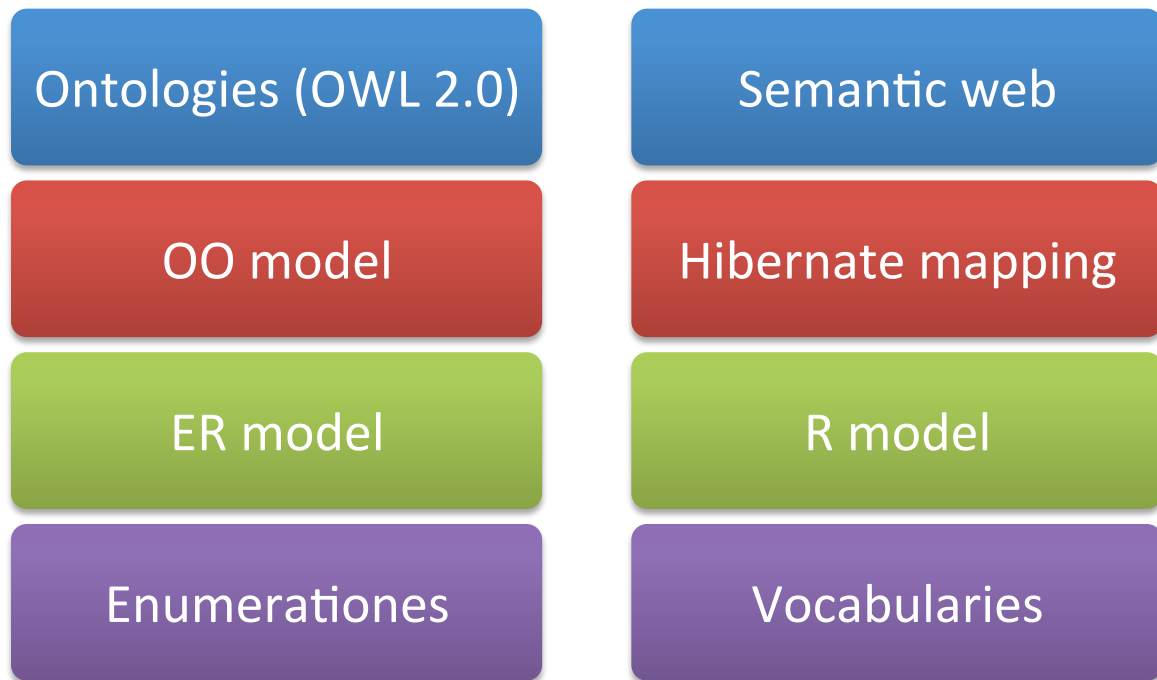 Ontologies (OWL 2.0)
Semantic web
OO model
Hibernate mapping
ER model
R model
Enumerationes
Vocabularies